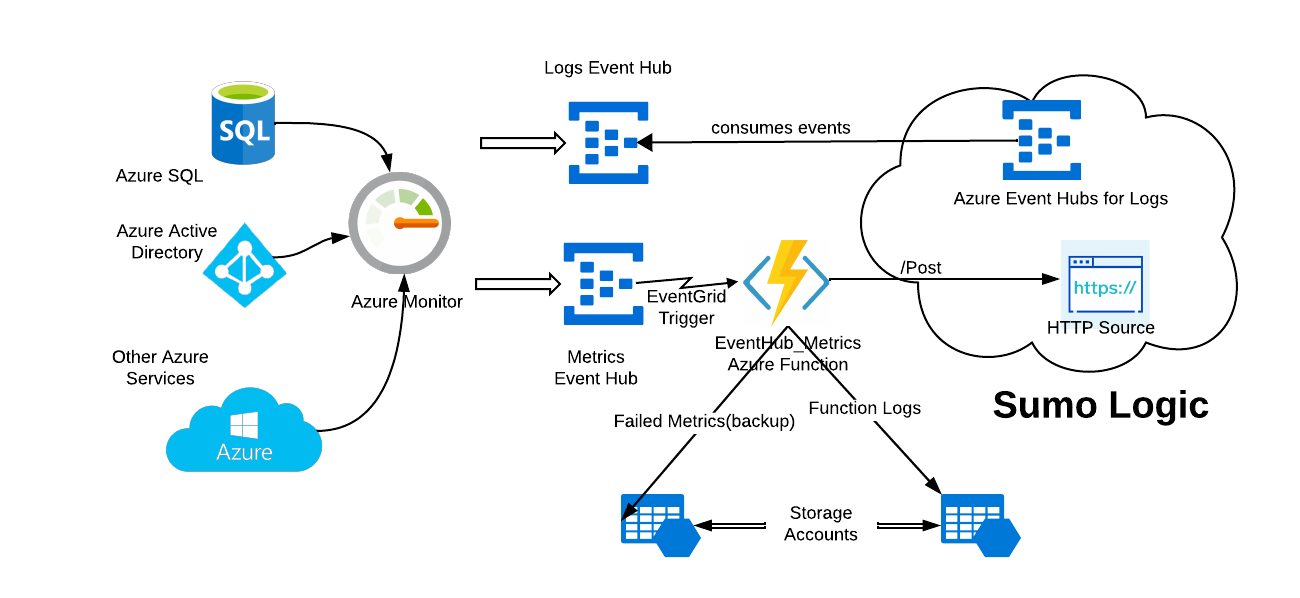 Logs Event Hub
SQL
consumes events
Azure SQL
Azure Event Hubs for Logs
Azure Active
Directory
/Post
https://
EventGrid
Trigger
Azure Monitor
HTTP Source
EventHub_Metrics
Azure Function
Other Azure
Services
Metrics
Event Hub
Sumo Logic
Function Logs
Failed Metrics(backup)
Azure
Storage
Accounts